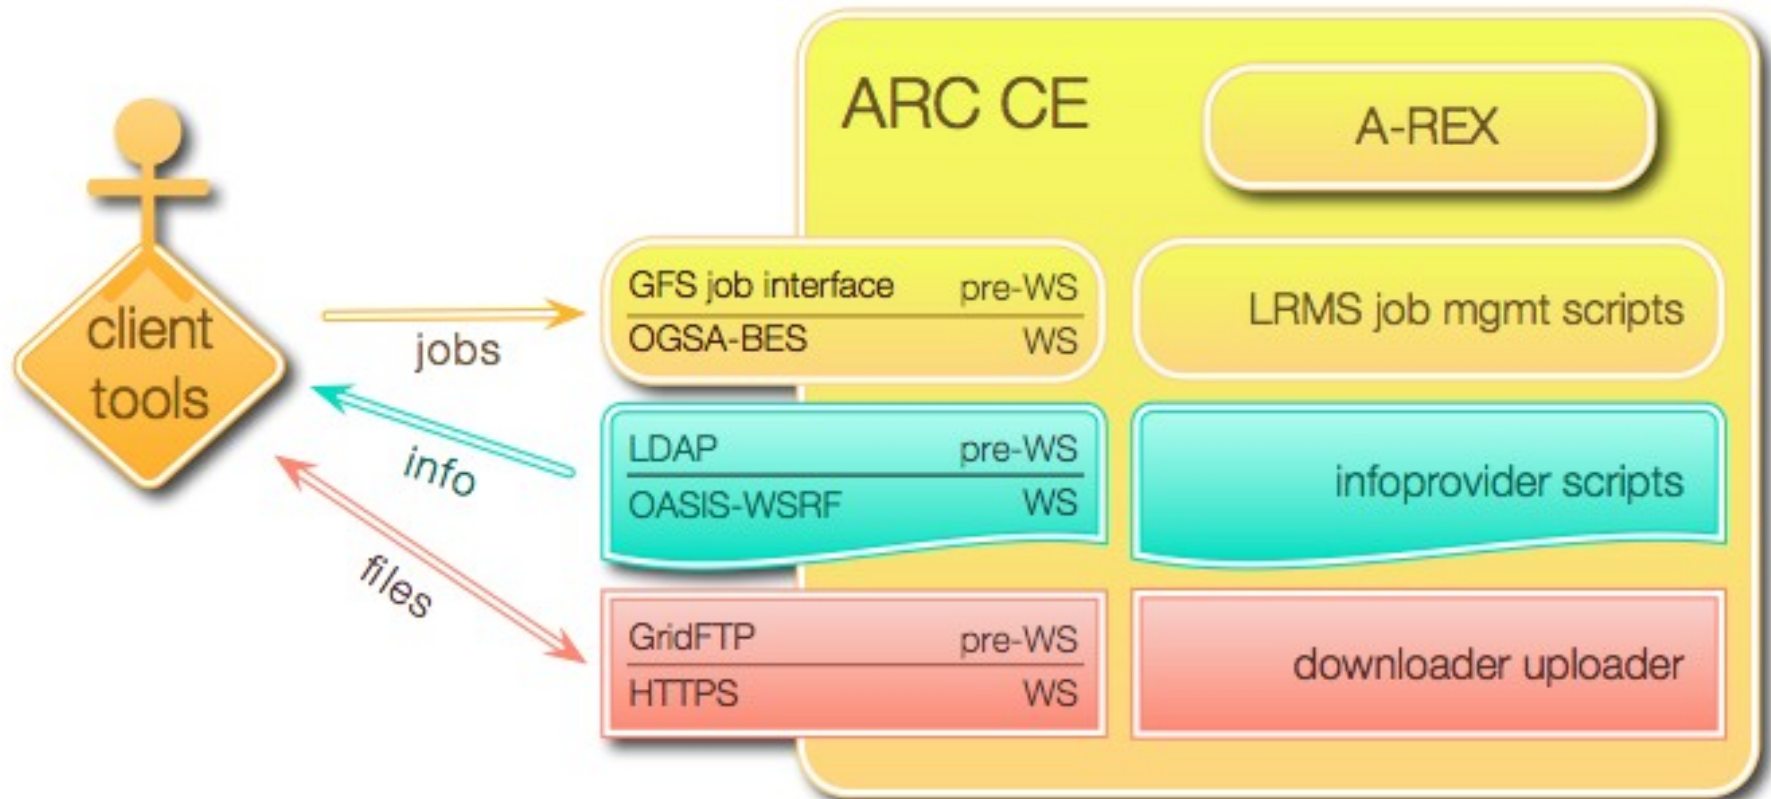 ARC CE
A-REX
client
tools
jobs
info
files
GFS job interface pre-WS
OGSA-BES WS
LRMS job mgmt scripts
LDAP pre-WS
OASIS-WSRF WS
infoprovider scripts
GridFTP pre-WS
HTTPS WS
downloader uploader